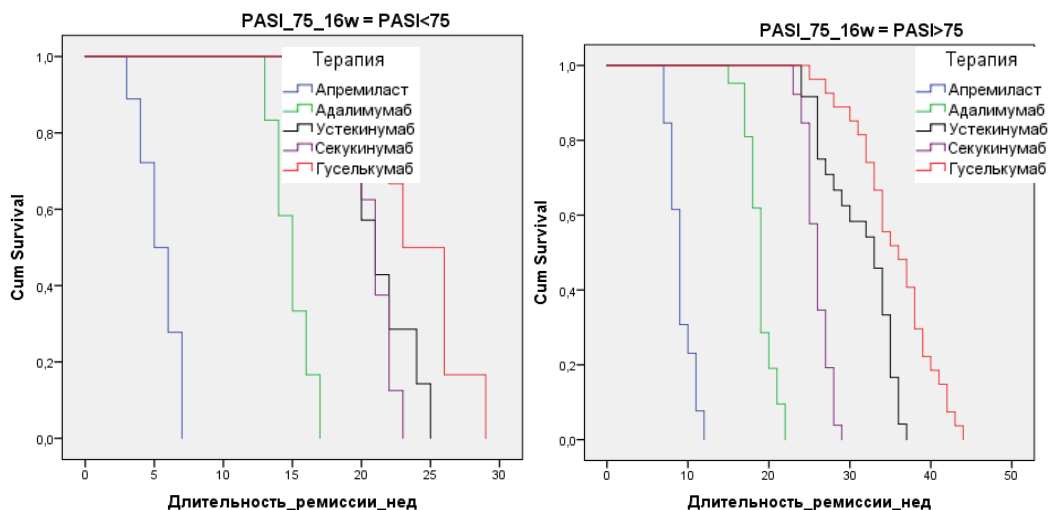 PASI_75_16w = PASI<75
Терапия
Апремиласт
Адалимумаб
Устекинумаб
Секукинумаб
Гуселькумаб
Cum Survival
1,0
0,8
0,6
0,4
0,2
0,0
0 5 10 15 20 25 30
Длительность_ремиссии_нед
PASI_75_16w = PASI>75
Терапия
Апремиласт
Адалимумаб
Устекинумаб
Секукинумаб
Гуселькумаб
Cum Survival
1,0
0,8
0,6
0,4
0,2
0,0
0 10 20 30 40 50
Длительность_ремиссии_нед